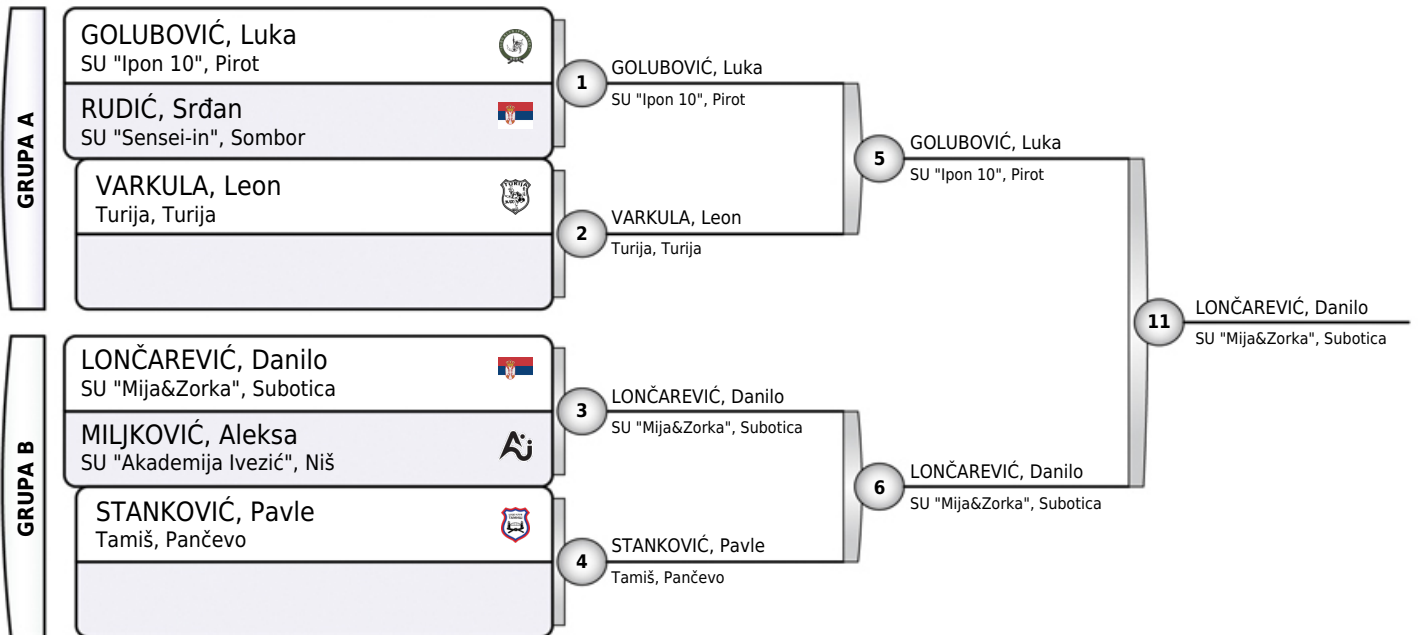 GRUPA A
GOLUBOVIĆ, Luka
SU "Ipon 10", Pirot
RUDIĆ, Srđan
SU "Sensei-in", Sombor
VARKULA, Leon
Turija, Turija
1
GOLUBOVIĆ, Luka
SU "Ipon 10", Pirot
2
VARKULA, Leon
Turija, Turija
5
GOLUBOVIĆ, Luka
SU "Ipon 10", Pirot
GRUPA B
LONČAREVIĆ, Danilo
SU "Mija&Zorka", Subotica
MILJKOVIĆ, Aleksa
SU "Akademija Ivezić", Niš
STANKOVIĆ, Pavle
Tamiš, Pančevo
3
LONČAREVIĆ, Danilo
SU "Mija&Zorka", Subotica
4
STANKOVIĆ, Pavle
Tamiš, Pančevo
6
LONČAREVIĆ, Danilo
SU "Mija&Zorka", Subotica
11
LONČAREVIĆ, Danilo
SU "Mija&Zorka", Subotica